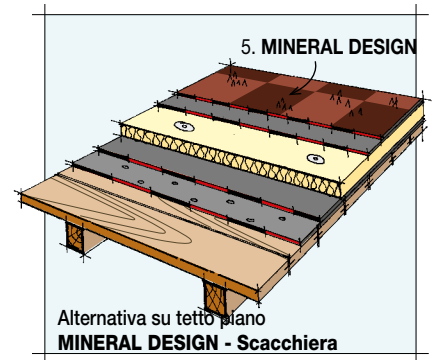 5. MINERAL DESIGN
Alternativa su tetto piano
MINERAL DESIGN - Scacchiera